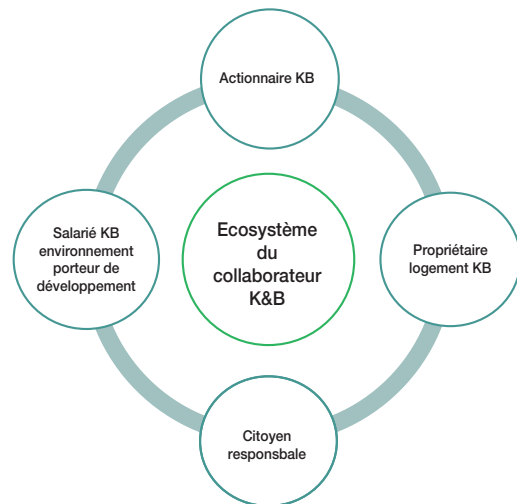 Actionnaire KB
Salarié KB
environnement
porteur de
développement
Ecosystème
du
collaborateur
K&B
Propriétaire
logement KB
Citoyen
responsbale